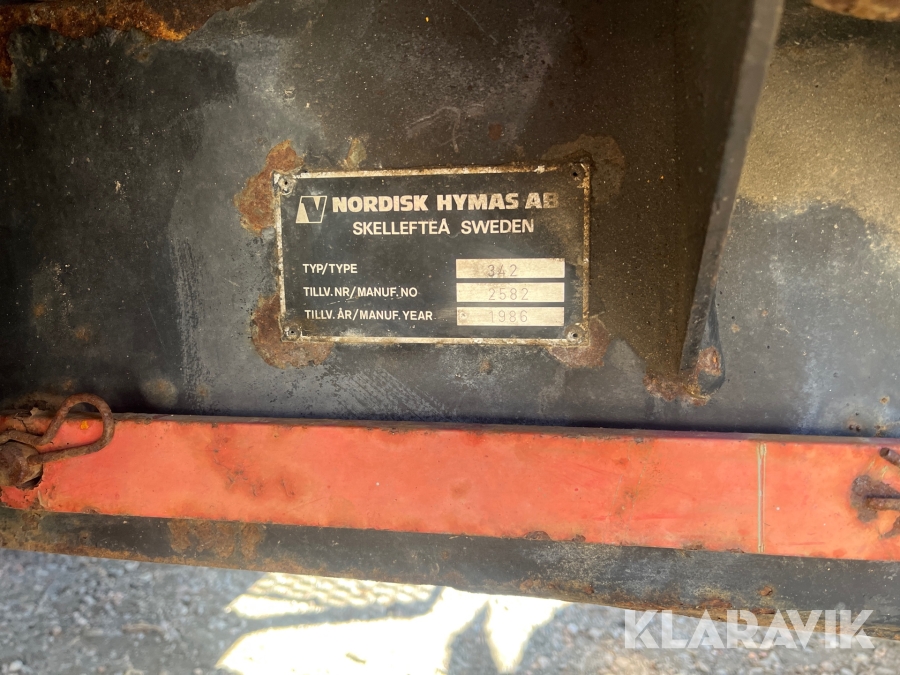 NORDISK HYMAS AB
SKELLEFTEÅ SWEDEN
TYP/TYPE 342
TILLV.NR/MANUF.NO 2582
TILLV.ÅR/MANUF.YEAR 1986
KLARAVIK